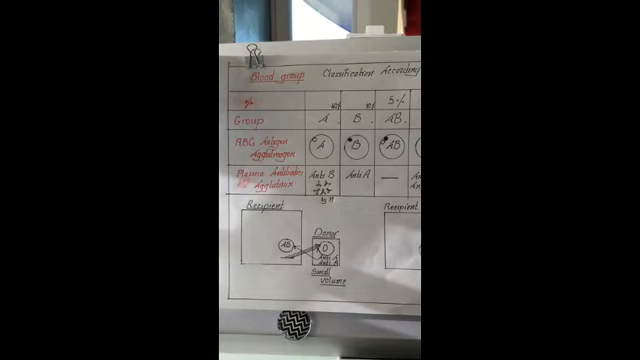 Blood group Classification According
% 40% 10% 5%
Group A. B. AB.
RBC Antigen A B AB
Agglutinogen
Plasma Antibodies Anti B Anti A —
Agglutinin
Recipient Recipient
Donor
AB O
Anti A
Anti B
Small
volume